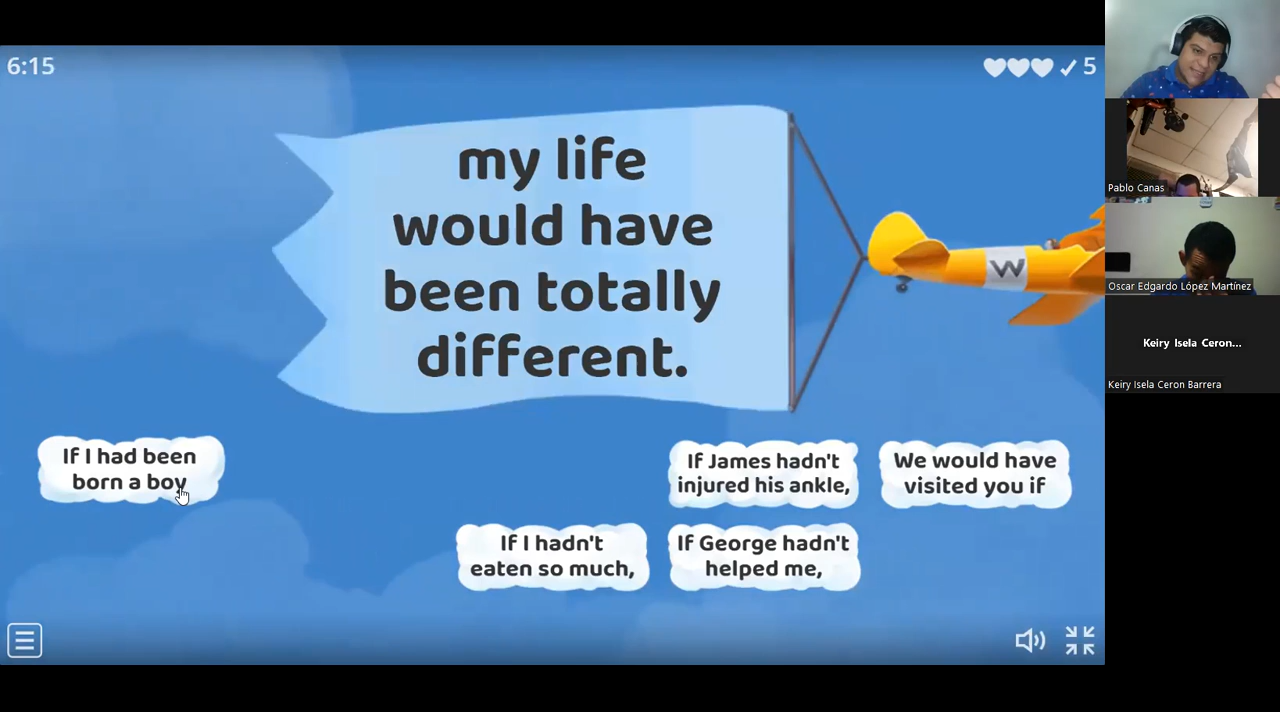 6:15
5
my life
would have
been totally
different.
W
If I had been
born a boy
If James hadn't
injured his ankle,
We would have
visited you if
If I hadn't
eaten so much,
If George hadn't
helped me,
Pablo Canas
Oscar Edgardo López Martínez
Keiry Isela Ceron...
Keiry Isela Ceron Barrera